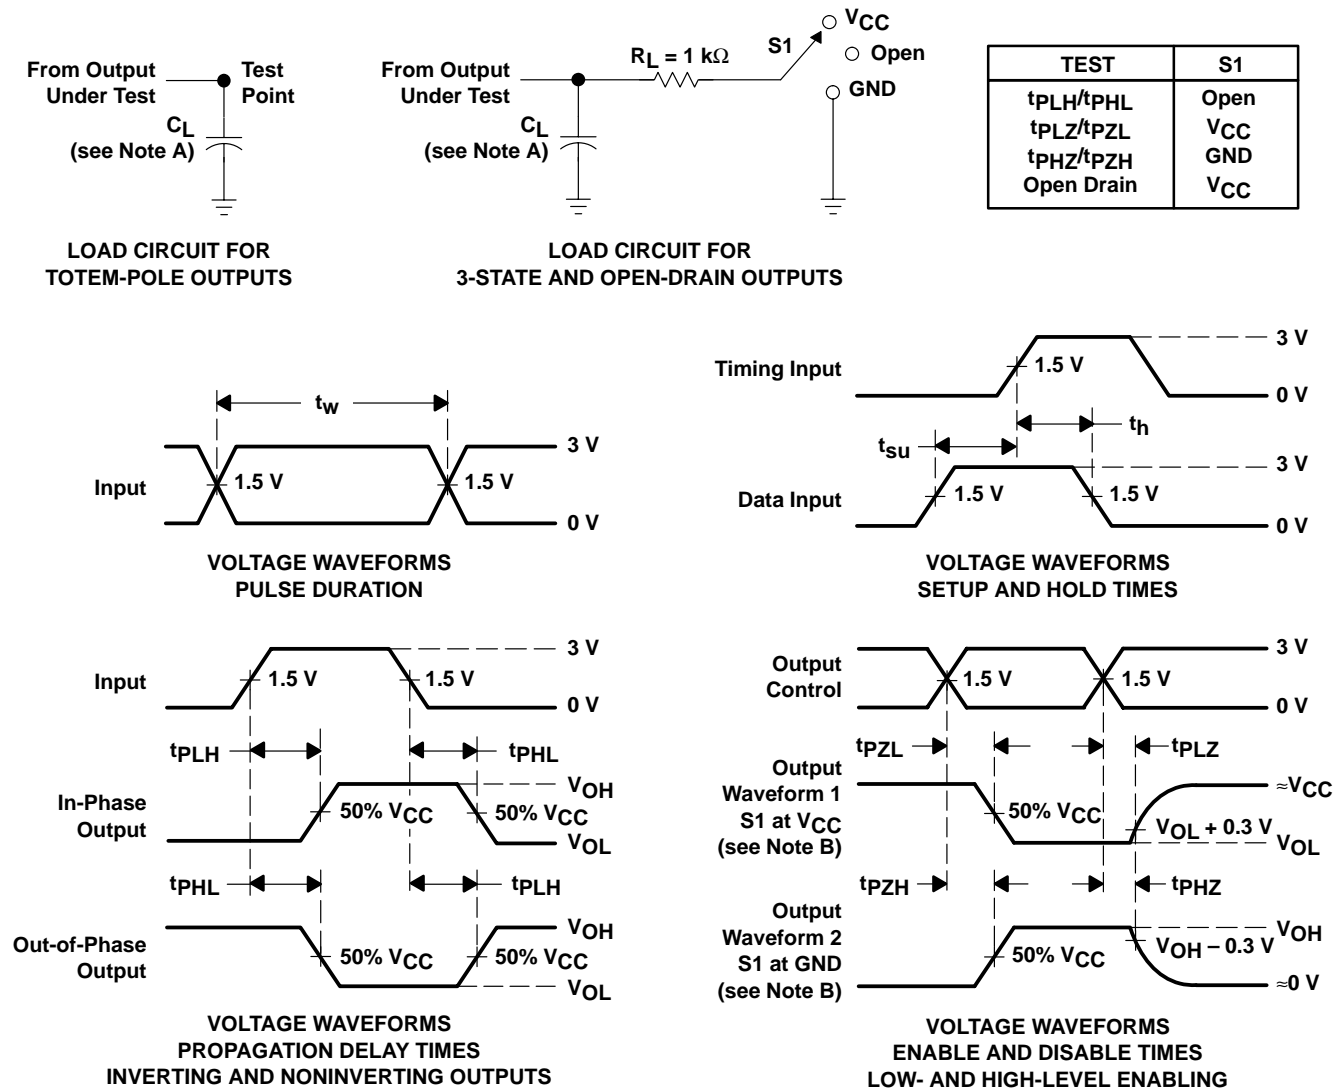 From Output
Under Test
Test
Point
CL
(see Note A)
LOAD CIRCUIT FOR
TOTEM-POLE OUTPUTS
From Output
Under Test
CL
(see Note A)
RL = 1 kΩ
S1
VCC
Open
GND
LOAD CIRCUIT FOR
3-STATE AND OPEN-DRAIN OUTPUTS
TEST S1
tPLH/tPHL Open
tPLZ/tPZL VCC
tPHZ/tPZH GND
Open Drain VCC
tw
Input
1.5 V
1.5 V
3 V
0 V
VOLTAGE WAVEFORMS
PULSE DURATION
Timing Input
1.5 V
3 V
0 V
tsu
th
Data Input
1.5 V
1.5 V
3 V
0 V
VOLTAGE WAVEFORMS
SETUP AND HOLD TIMES
Input
1.5 V
1.5 V
3 V
0 V
tPLH
tPHL
In-Phase
Output
50% VCC
50% VCC
VOH
VOL
tPHL
tPLH
Out-of-Phase
Output
50% VCC
50% VCC
VOH
VOL
VOLTAGE WAVEFORMS
PROPAGATION DELAY TIMES
INVERTING AND NONINVERTING OUTPUTS
Output
Control
1.5 V
1.5 V
3 V
0 V
tPZL
tPLZ
Output
Waveform 1
S1 at VCC
(see Note B)
50% VCC
VOL + 0.3 V
≈VCC
VOL
tPZH
tPHZ
Output
Waveform 2
S1 at GND
(see Note B)
50% VCC
VOH – 0.3 V
VOH
≈0 V
VOLTAGE WAVEFORMS
ENABLE AND DISABLE TIMES
LOW- AND HIGH-LEVEL ENABLING